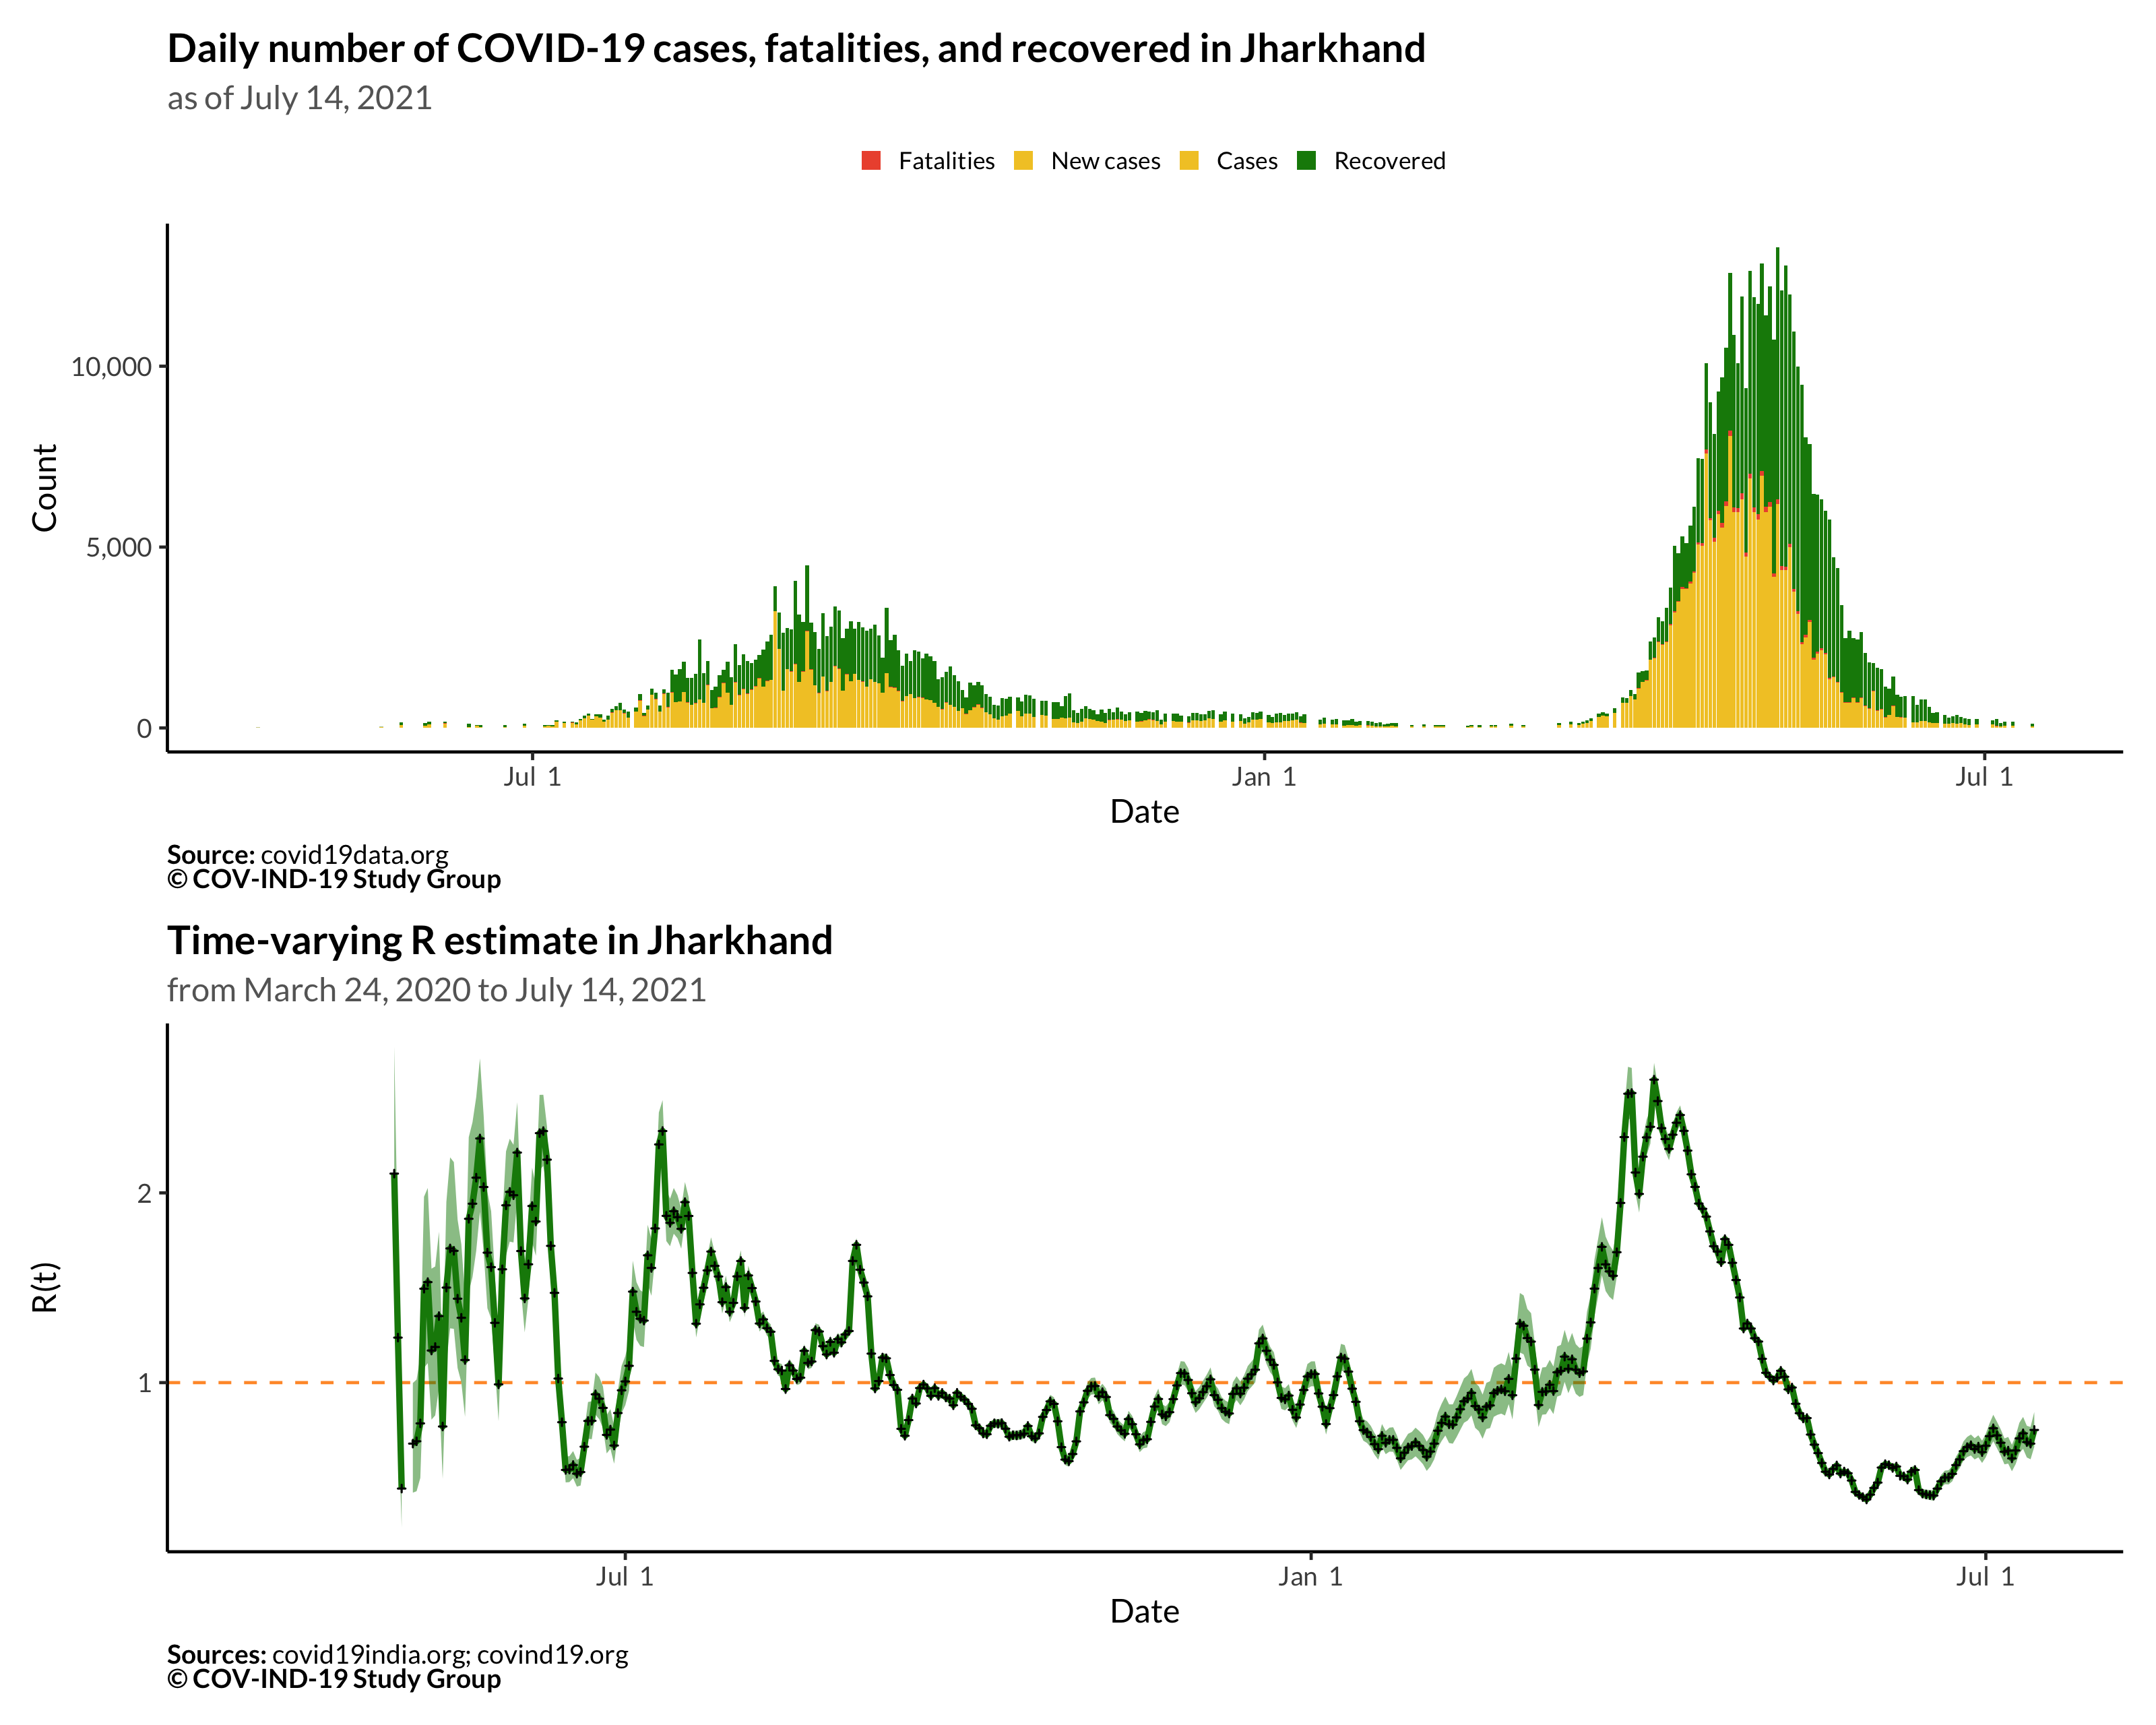 Daily number of COVID-19 cases, fatalities, and recovered in Jharkhand
as of July 14, 2021
Fatalities New cases Cases Recovered
10,000
5,000
0
Count
Jul 1 Jan 1 Jul 1
Date
Source: covid19data.org
© COV-IND-19 Study Group
Time-varying R estimate in Jharkhand
from March 24, 2020 to July 14, 2021
2
1
R(t)
Jul 1 Jan 1 Jul 1
Date
Sources: covid19india.org; covind19.org
© COV-IND-19 Study Group